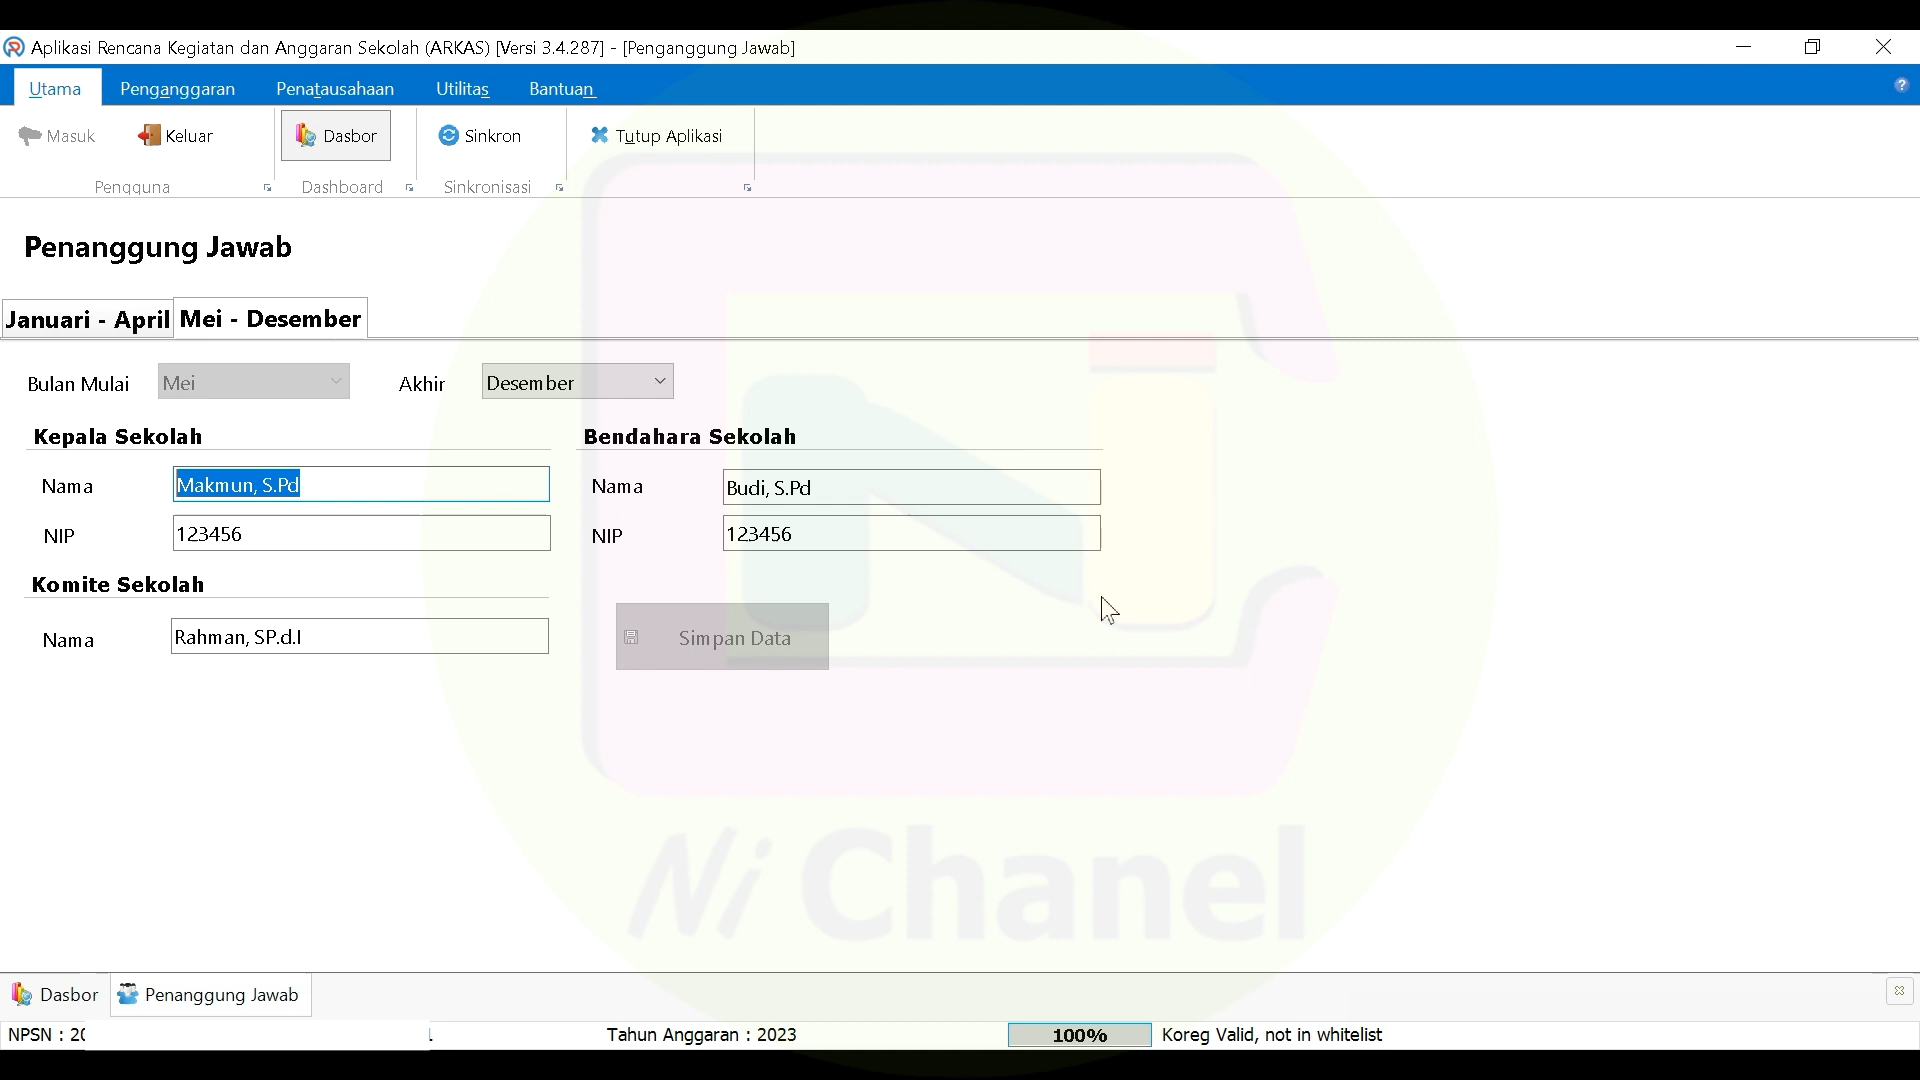 Aplikasi Rencana Kegiatan dan Anggaran Sekolah (ARKAS) [Versi 3.4.287] - [Penganggung Jawab]
Utama Penganggaran Penatausahaan Utilitas Bantuan
Masuk Keluar Dasbor Sinkron Tutup Aplikasi
Pengguna Dashboard Sinkronisasi
Penanggung Jawab
Januari - April Mei - Desember
Bulan Mulai Mei Akhir Desember
Kepala Sekolah Bendahara Sekolah
Nama Makmun, S.Pd Nama Budi, S.Pd
NIP 123456 NIP 123456
Komite Sekolah
Nama Rahman, SP.d.I Simpan Data
Ni Chanel
Dasbor Penanggung Jawab
NPSN : 20 Tahun Anggaran : 2023 100% Koreg Valid, not in whitelist